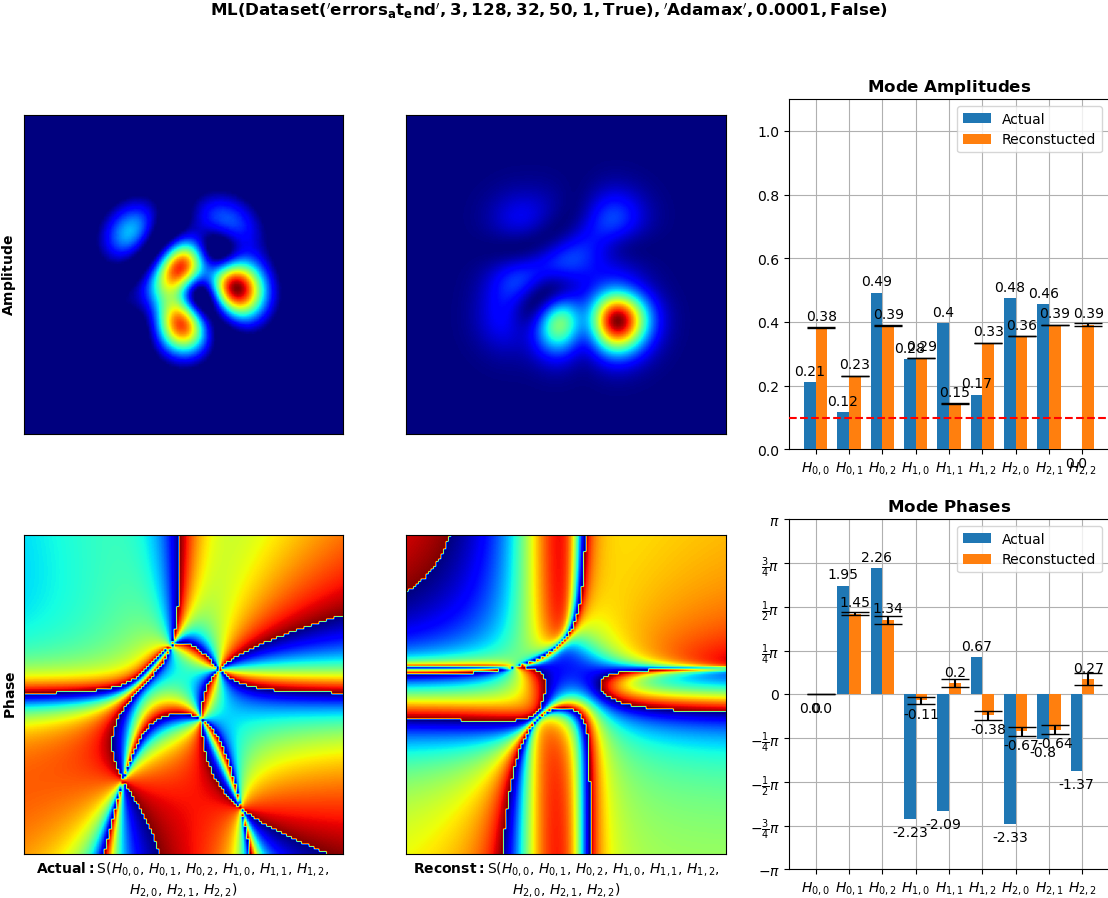 ML(Dataset('errors_at_end', 3, 128, 32, 50, 1, True), 'Adamax', 0.0001, False)
Amplitude
Mode Amplitudes
Actual
Reconstucted
1.0
0.8
0.6
0.4
0.2
0.0
0.21
0.12
0.49
0.28
0.4
0.17
0.48
0.46
0.0
0.38
0.23
0.39
0.29
0.15
0.33
0.36
0.39
0.39
H0,0 H0,1 H0,2 H1,0 H1,1 H1,2 H2,0 H2,1 H2,2
Phase
Mode Phases
Actual
Reconstucted
π
3/4π
1/2π
1/4π
0
−1/4π
−1/2π
−3/4π
−π
0.0
1.95
2.26
-2.23
-2.09
0.67
-2.33
-0.8
-1.37
0.0
1.45
1.34
-0.11
0.2
-0.38
-0.67
-0.64
0.27
H0,0 H0,1 H0,2 H1,0 H1,1 H1,2 H2,0 H2,1 H2,2
Actual: S(H0,0, H0,1, H0,2, H1,0, H1,1, H1,2,
H2,0, H2,1, H2,2)
Reconst: S(H0,0, H0,1, H0,2, H1,0, H1,1, H1,2,
H2,0, H2,1, H2,2)